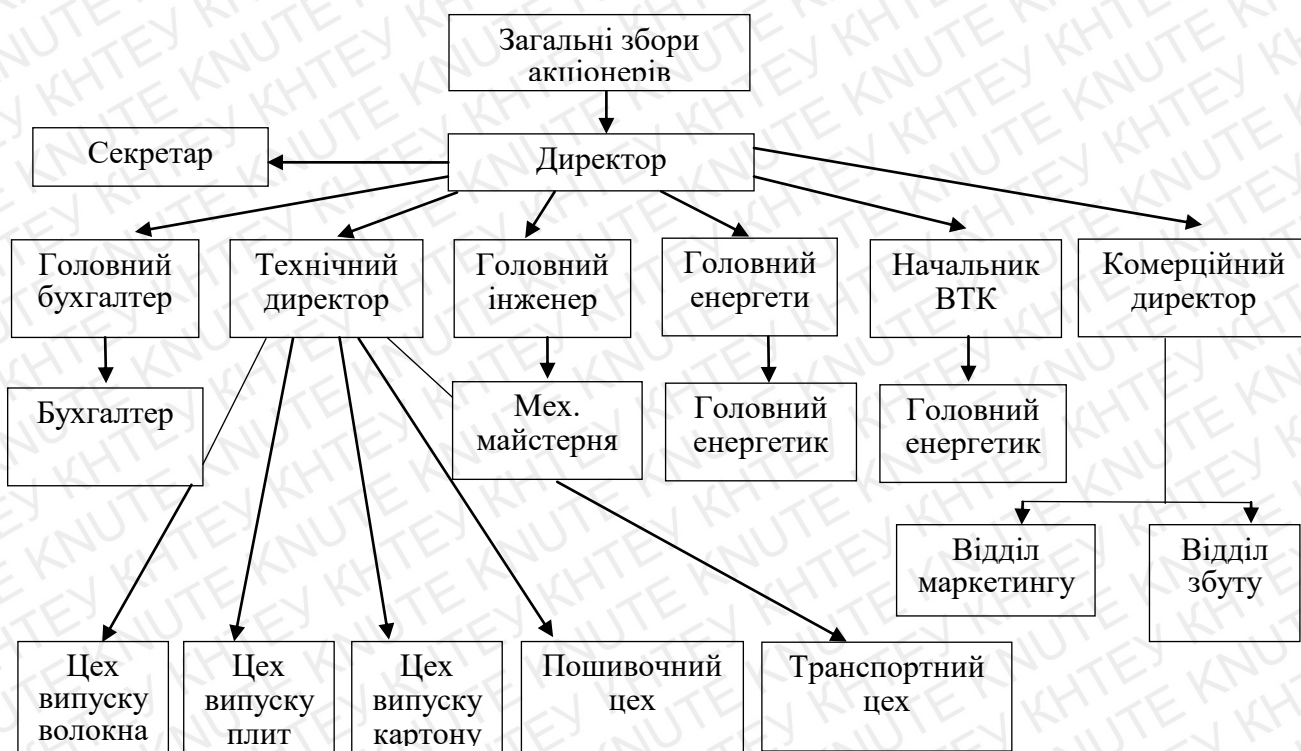 Загальні збори
акціонерів
Секретар
Директор
Головний
бухгалтер
Технічний
директор
Головний
інженер
Головний
енергети
Начальник
ВТК
Комерційний
директор
Бухгалтер
Мех.
майстерня
Головний
енергетик
Головний
енергетик
Відділ
маркетингу
Відділ
збуту
Цех
випуску
волокна
Цех
випуску
плит
Цех
випуску
картону
Пошивочний
цех
Транспортний
цех